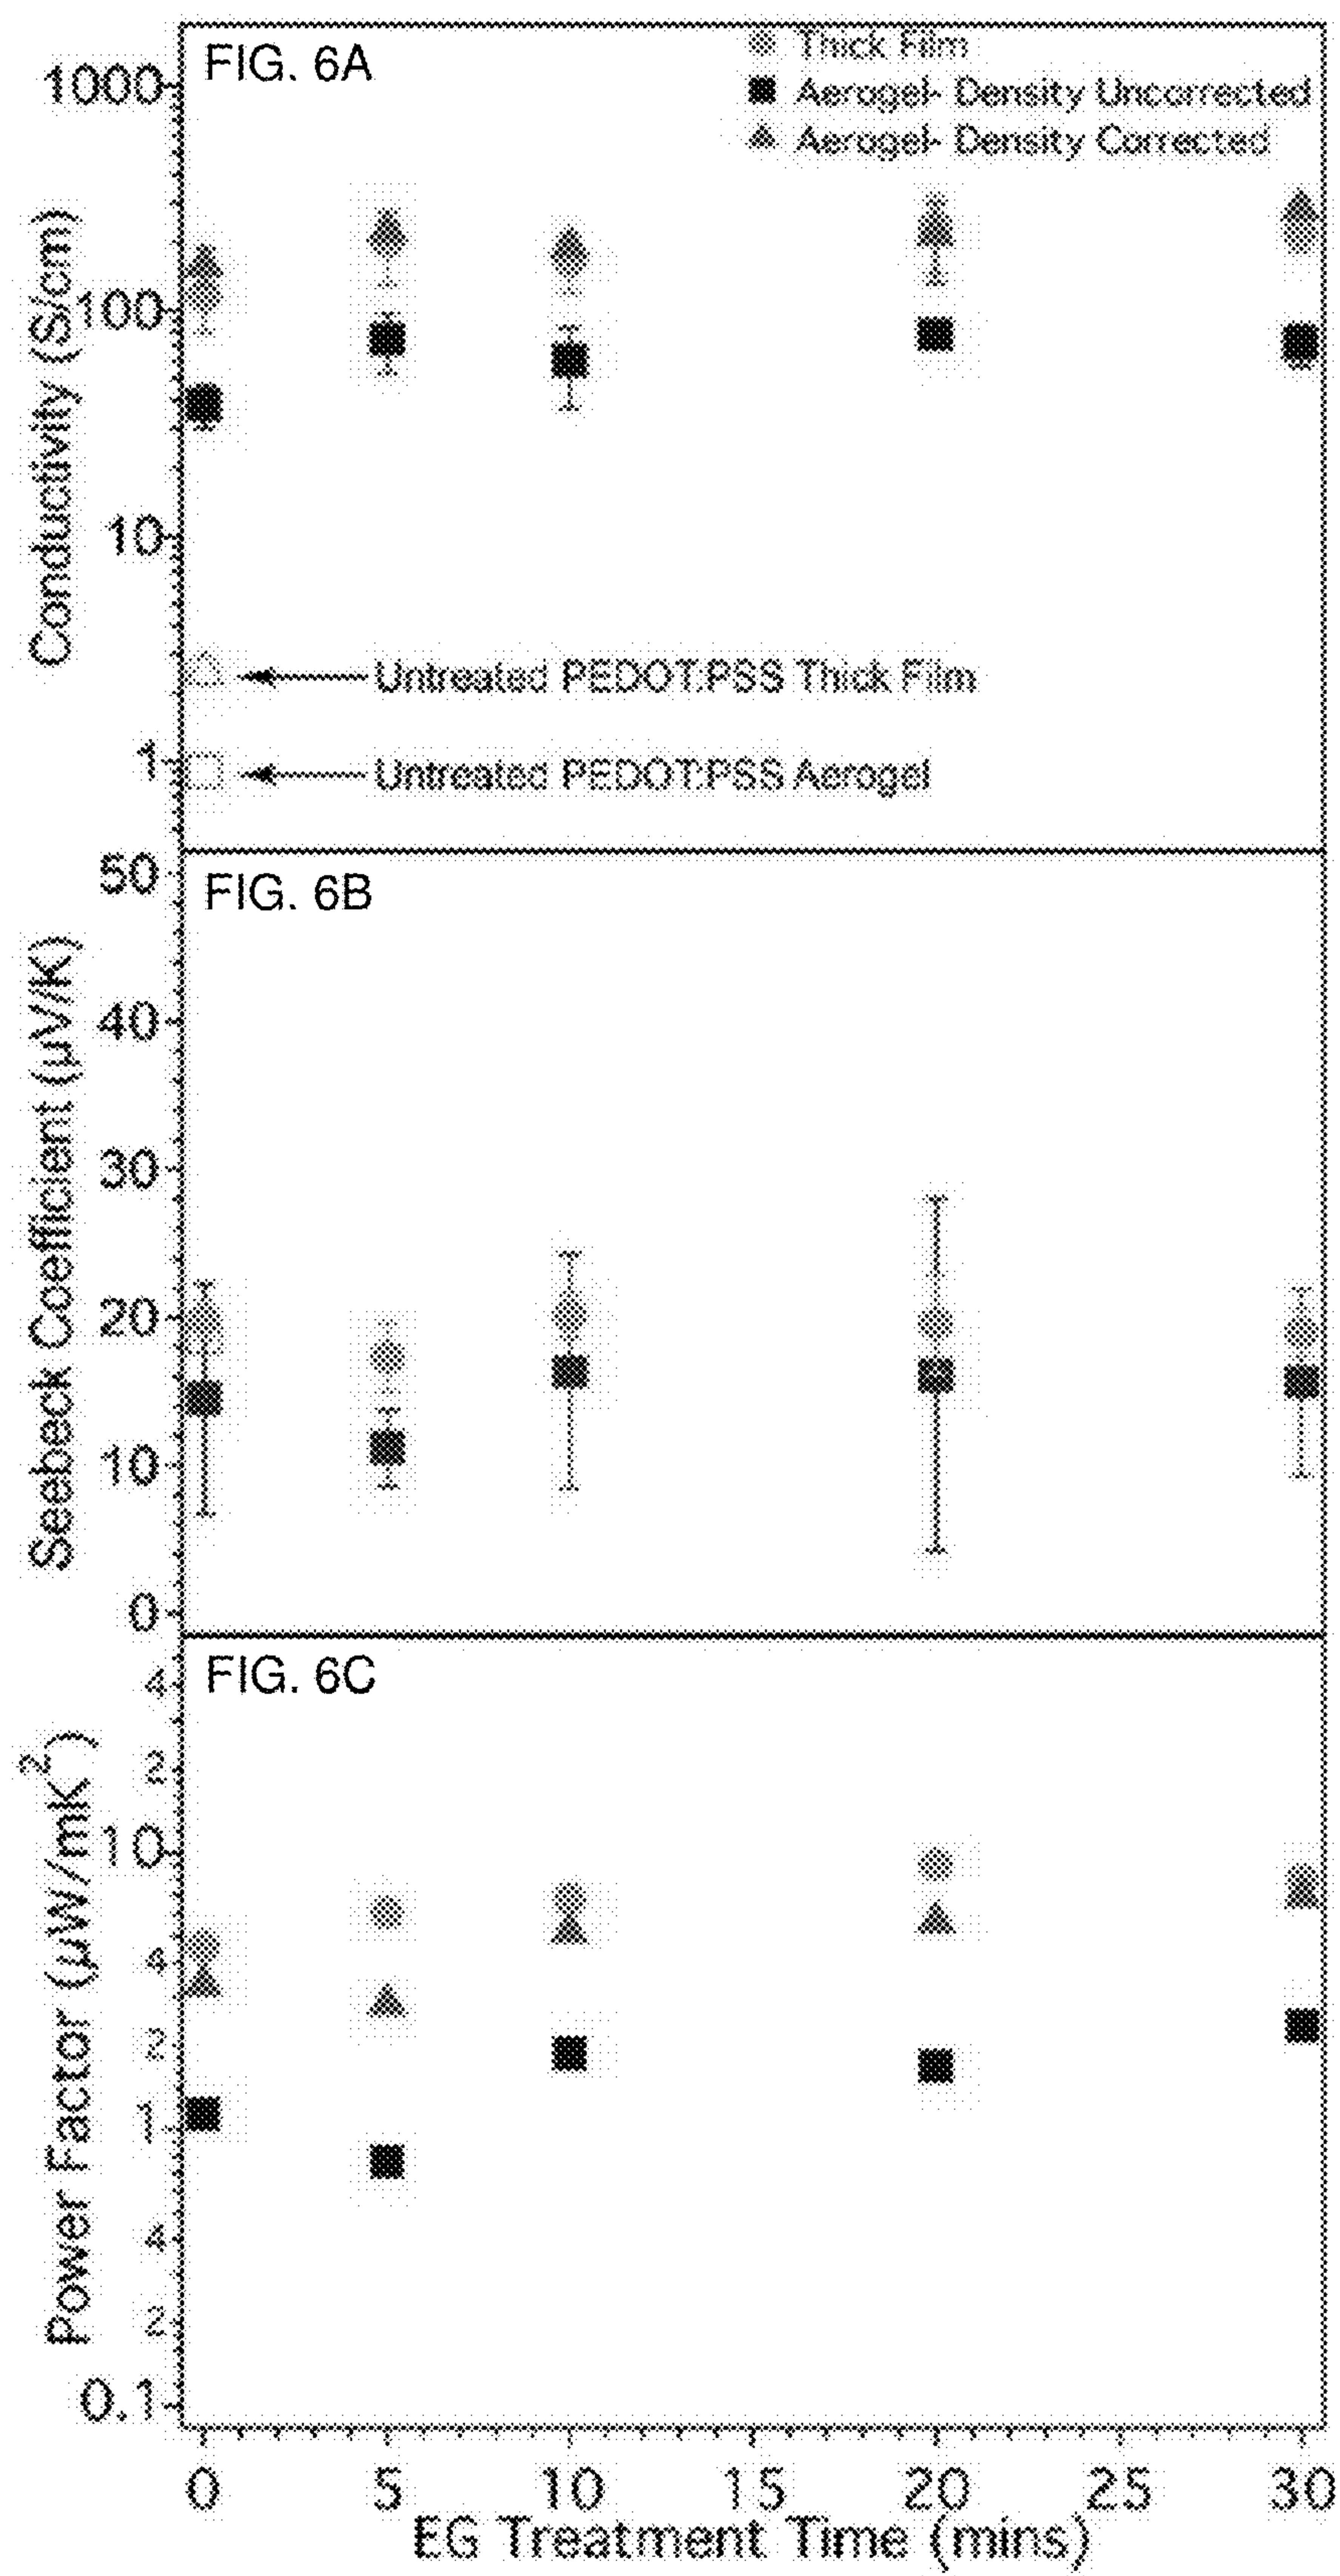 FIG. 6A
Thick Film
Aerogel- Density Uncorrected
Aerogel- Density Corrected
1000
100
10
1
Conductivity (S/cm)
Untreated PEDOT:PSS Thick Film
Untreated PEDOT:PSS Aerogel
FIG. 6B
50
40
30
20
10
0
Seebeck Coefficient (µV/K)
FIG. 6C
4
2
10
4
2
1
4
2
0.1
Power Factor (µW/mK²)
0 5 10 15 20 25 30
EG Treatment Time (mins)